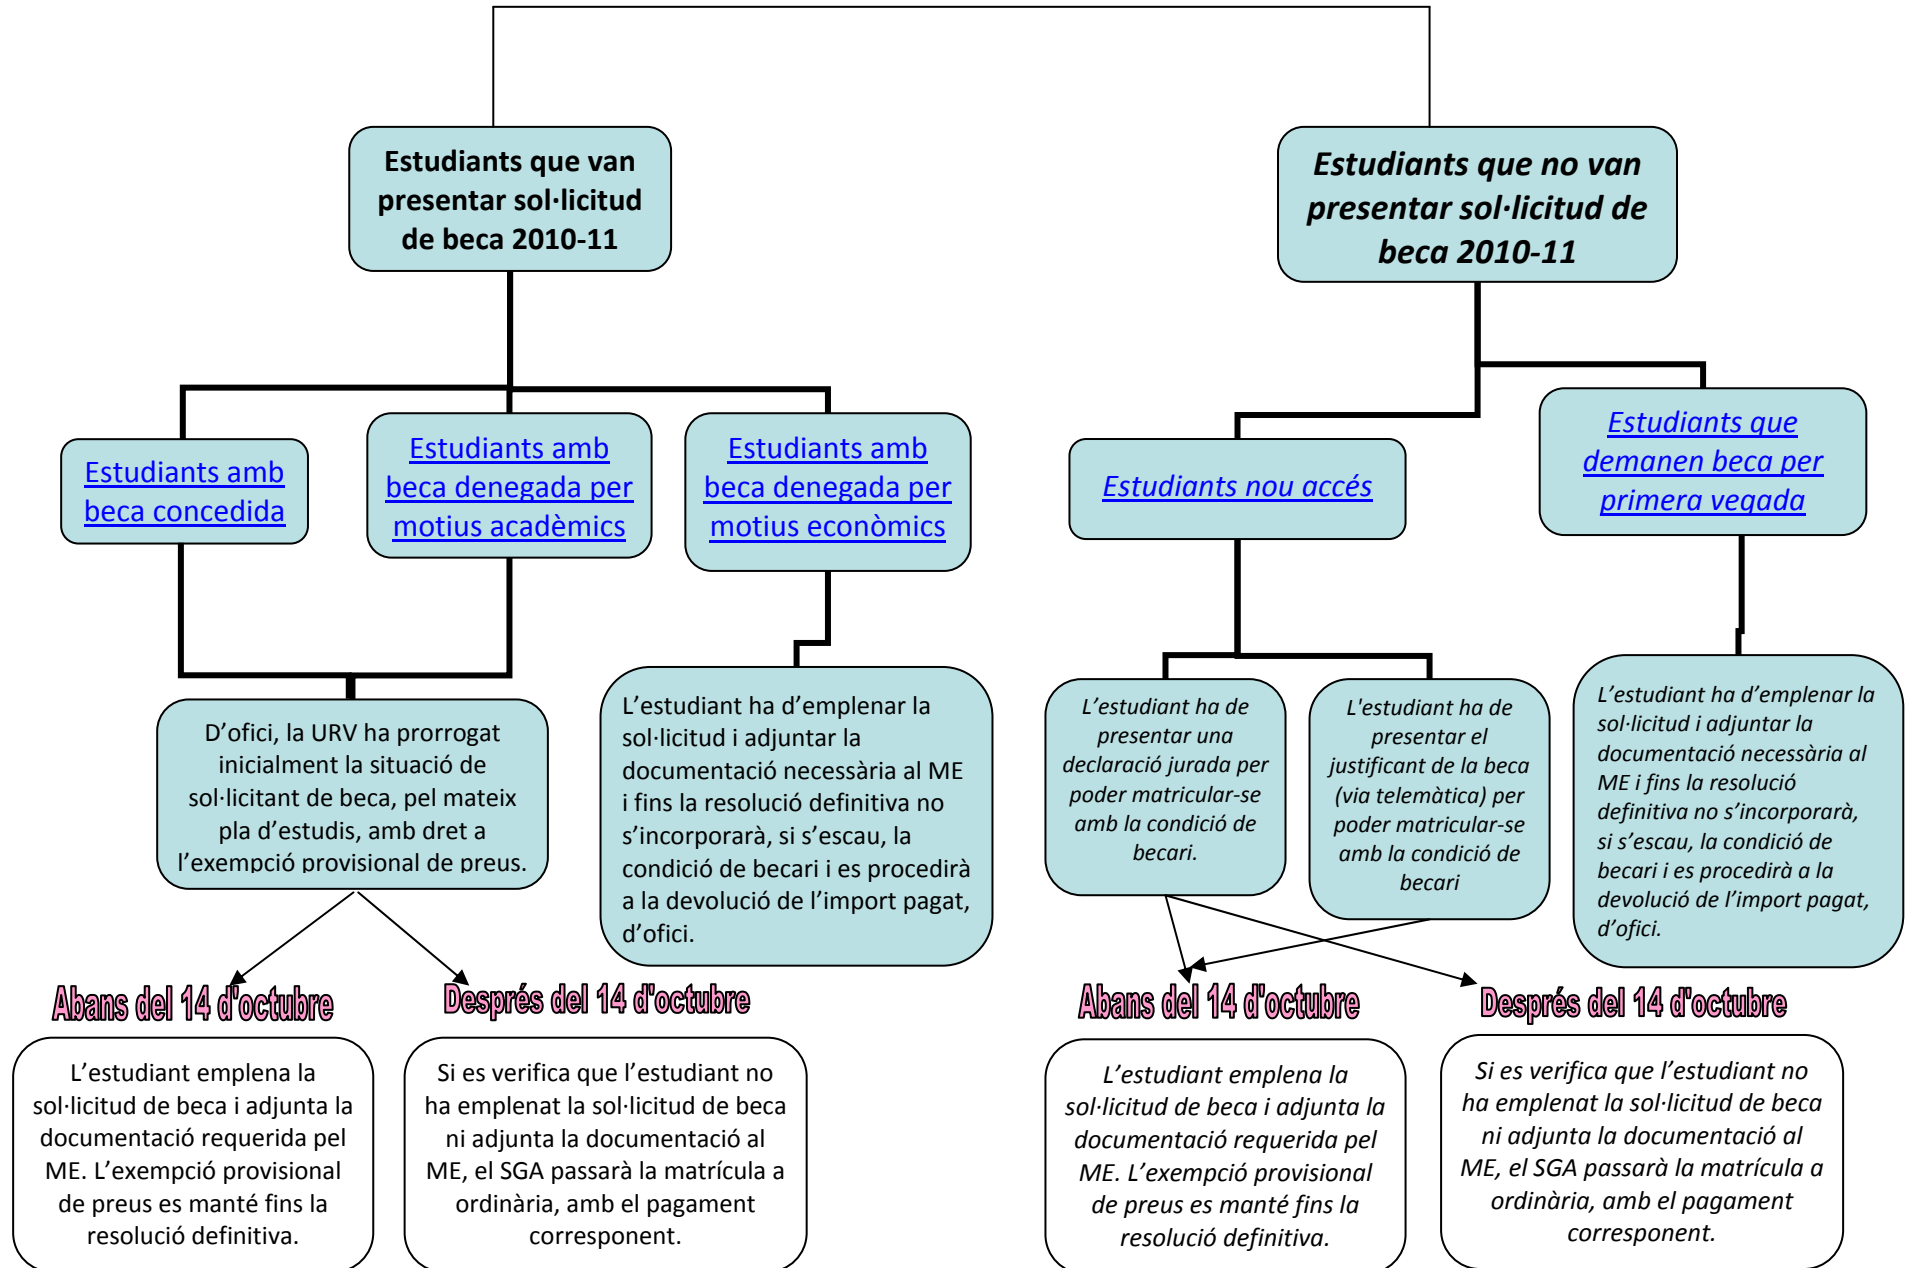 Estudiants que van
presentar sol·licitud
de beca 2010-11
Estudiants que no van
presentar sol·licitud de
beca 2010-11
Estudiants amb
beca concedida
Estudiants amb
beca denegada per
motius acadèmics
Estudiants amb
beca denegada per
motius econòmics
Estudiants nou accés
Estudiants que
demanen beca per
primera vegada
D’ofici, la URV ha prorrogat
inicialment la situació de
sol·licitant de beca, pel mateix
pla d’estudis, amb dret a
l’exempció provisional de preus.
L’estudiant ha d’emplenar la
sol·licitud i adjuntar la
documentació necessària al ME
i fins la resolució definitiva no
s’incorporarà, si s’escau, la
condició de becari i es procedirà
a la devolució de l’import pagat,
d’ofici.
L’estudiant ha de
presentar una
declaració jurada per
poder matricular-se
amb la condició de
becari.
L'estudiant ha de
presentar el
justificant de la beca
(via telemàtica) per
poder matricular-se
amb la condició de
becari
L’estudiant ha d’emplenar la
sol·licitud i adjuntar la
documentació necessària al
ME i fins la resolució
definitiva no s’incorporarà,
si s’escau, la condició de
becari i es procedirà a la
devolució de l’import pagat,
d’ofici.
Abans del 14 d'octubre
Després del 14 d'octubre
Abans del 14 d'octubre
Després del 14 d'octubre
L’estudiant emplena la
sol·licitud de beca i adjunta la
documentació requerida pel
ME. L’exempció provisional
de preus es manté fins la
resolució definitiva.
Si es verifica que l’estudiant no
ha emplenat la sol·licitud de beca
ni adjunta la documentació al
ME, el SGA passarà la matrícula a
ordinària, amb el pagament
corresponent.
L’estudiant emplena la
sol·licitud de beca i adjunta la
documentació requerida pel
ME. L’exempció provisional
de preus es manté fins la
resolució definitiva.
Si es verifica que l’estudiant no
ha emplenat la sol·licitud de beca
ni adjunta la documentació al
ME, el SGA passarà la matrícula a
ordinària, amb el pagament
corresponent.